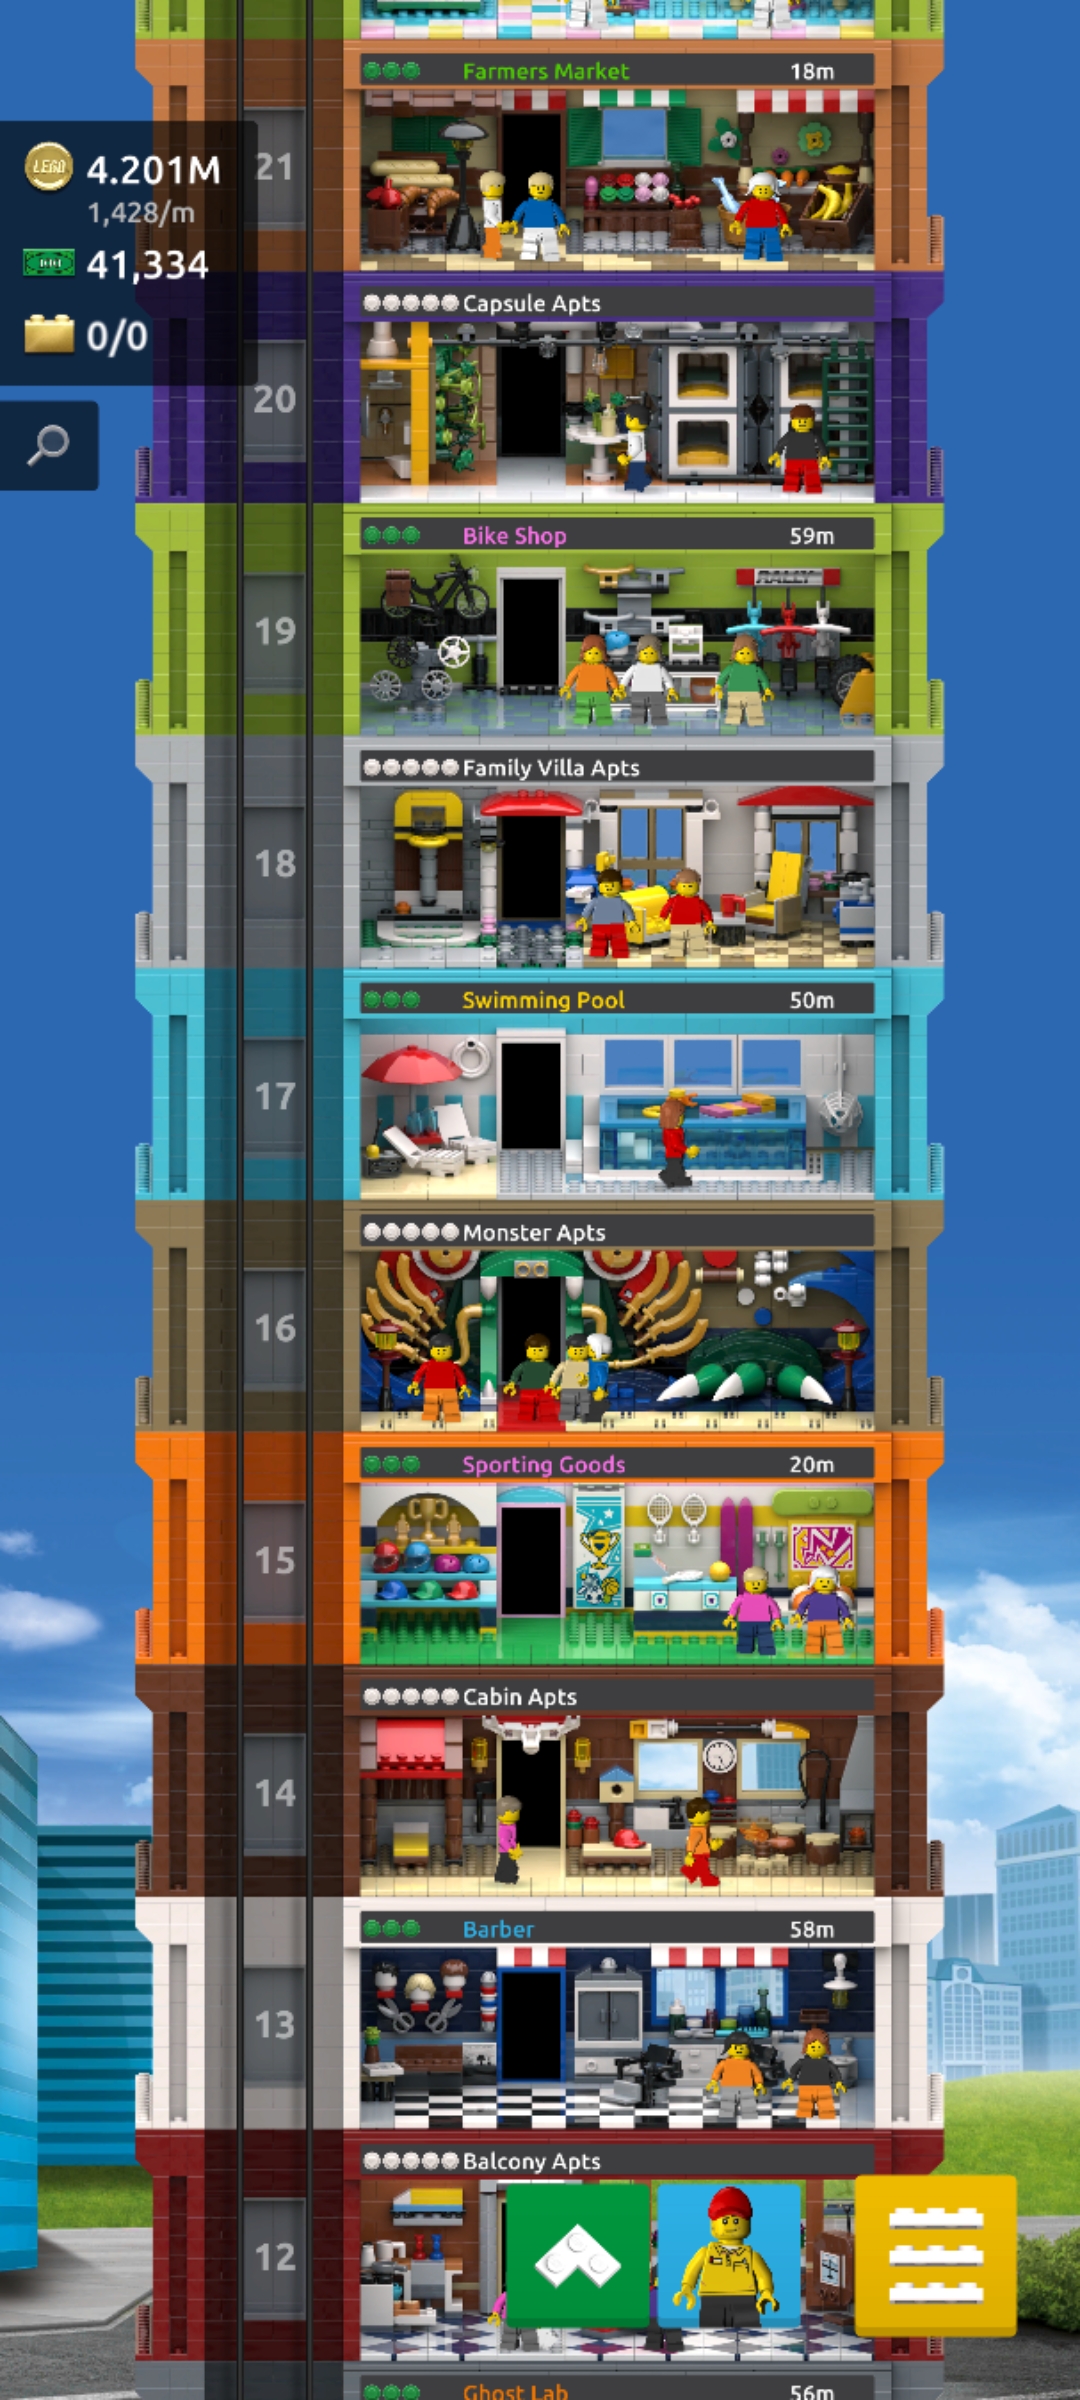 Farmers Market 18m
21
LEGO 4.201M
1,428/m
41,334
0/0
Capsule Apts
20
Bike Shop 59m
RALLY
19
Family Villa Apts
18
Swimming Pool 50m
17
Monster Apts
16
Sporting Goods 20m
N
15
Cabin Apts
14
Barber 58m
13
Balcony Apts
12
Ghost Lab 56m